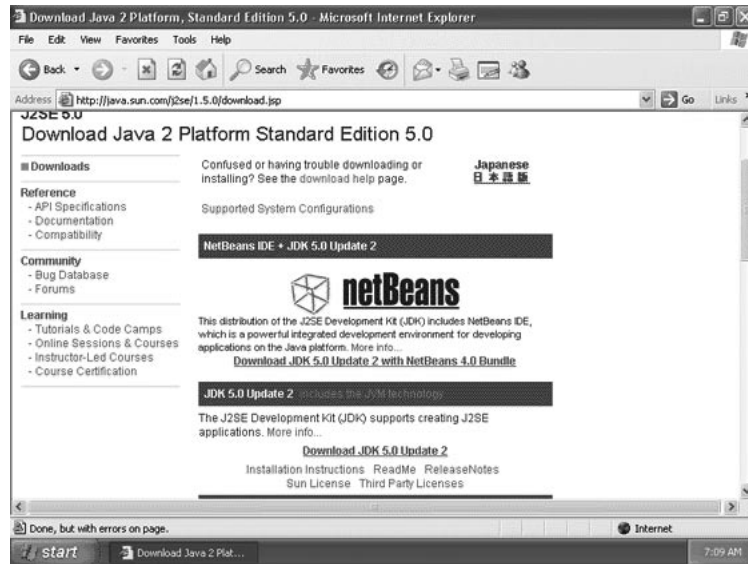 Download Java 2 Platform, Standard Edition 5.0 - Microsoft Internet Explorer
File Edit View Favorites Tools Help
Back Search Favorites
Address http://java.sun.com/j2se/1.5.0/download.jsp Go Links
J2SE 5.0
Download Java 2 Platform Standard Edition 5.0
Downloads
Reference
- API Specifications
- Documentation
- Compatibility
Community
- Bug Database
- Forums
Learning
- Tutorials & Code Camps
- Online Sessions & Courses
- Instructor-Led Courses
- Course Certification
Confused or having trouble downloading or
installing? See the download help page.
Japanese
日本語版
Supported System Configurations
NetBeans IDE + JDK 5.0 Update 2
netBeans
This distribution of the J2SE Development Kit (JDK) includes NetBeans IDE,
which is a powerful integrated development environment for developing
applications on the Java platform. More info...
Download JDK 5.0 Update 2 with NetBeans 4.0 Bundle
JDK 5.0 Update 2 includes the JVM technology
The J2SE Development Kit (JDK) supports creating J2SE
applications. More info...
Download JDK 5.0 Update 2
Installation Instructions ReadMe ReleaseNotes
Sun License Third Party Licenses
Done, but with errors on page.
Internet
start
Download Java 2 Plat...
7:09 AM